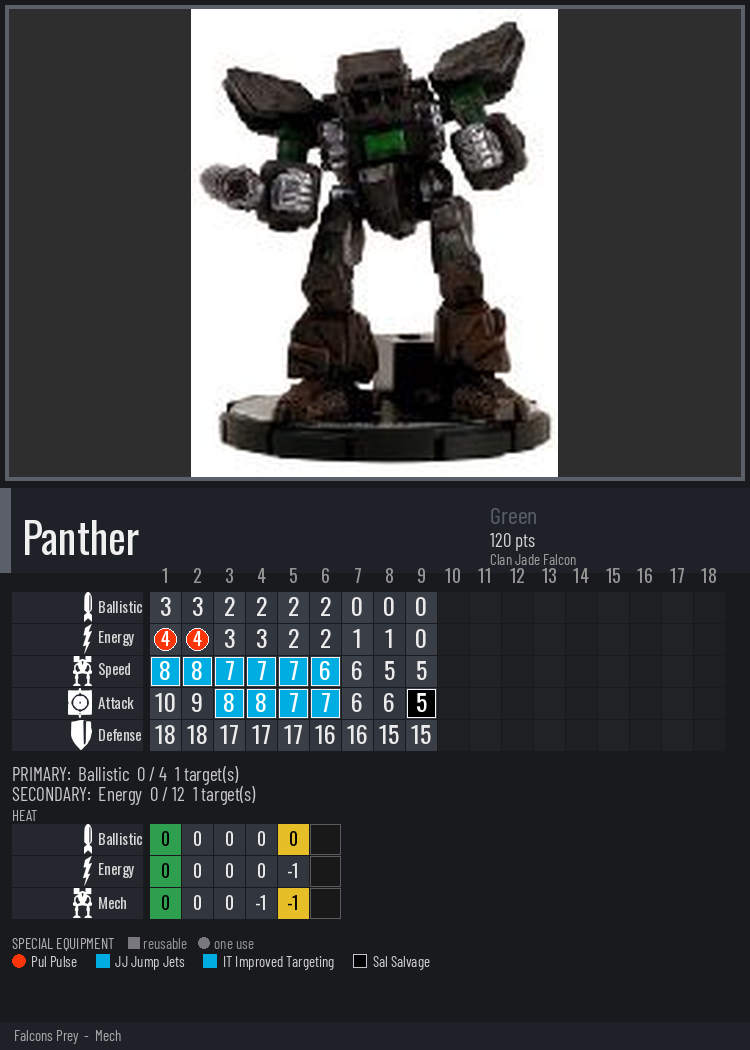 Panther
Green
120 pts
Clan Jade Falcon
1 2 3 4 5 6 7 8 9 10 11 12 13 14 15 16 17 18
Ballistic 3 3 2 2 2 2 0 0 0
Energy 4 4 3 3 2 2 1 1 0
Speed 8 8 7 7 7 6 6 5 5
Attack 10 9 8 8 7 7 6 6 5
Defense 18 18 17 17 17 16 16 15 15
PRIMARY: Ballistic 0 / 4 1 target(s)
SECONDARY: Energy 0 / 12 1 target(s)
HEAT
Ballistic 0 0 0 0 0
Energy 0 0 0 0 -1
Mech 0 0 0 -1 -1
SPECIAL EQUIPMENT reusable one use
Pul Pulse JJ Jump Jets IT Improved Targeting Sal Salvage
Falcons Prey - Mech